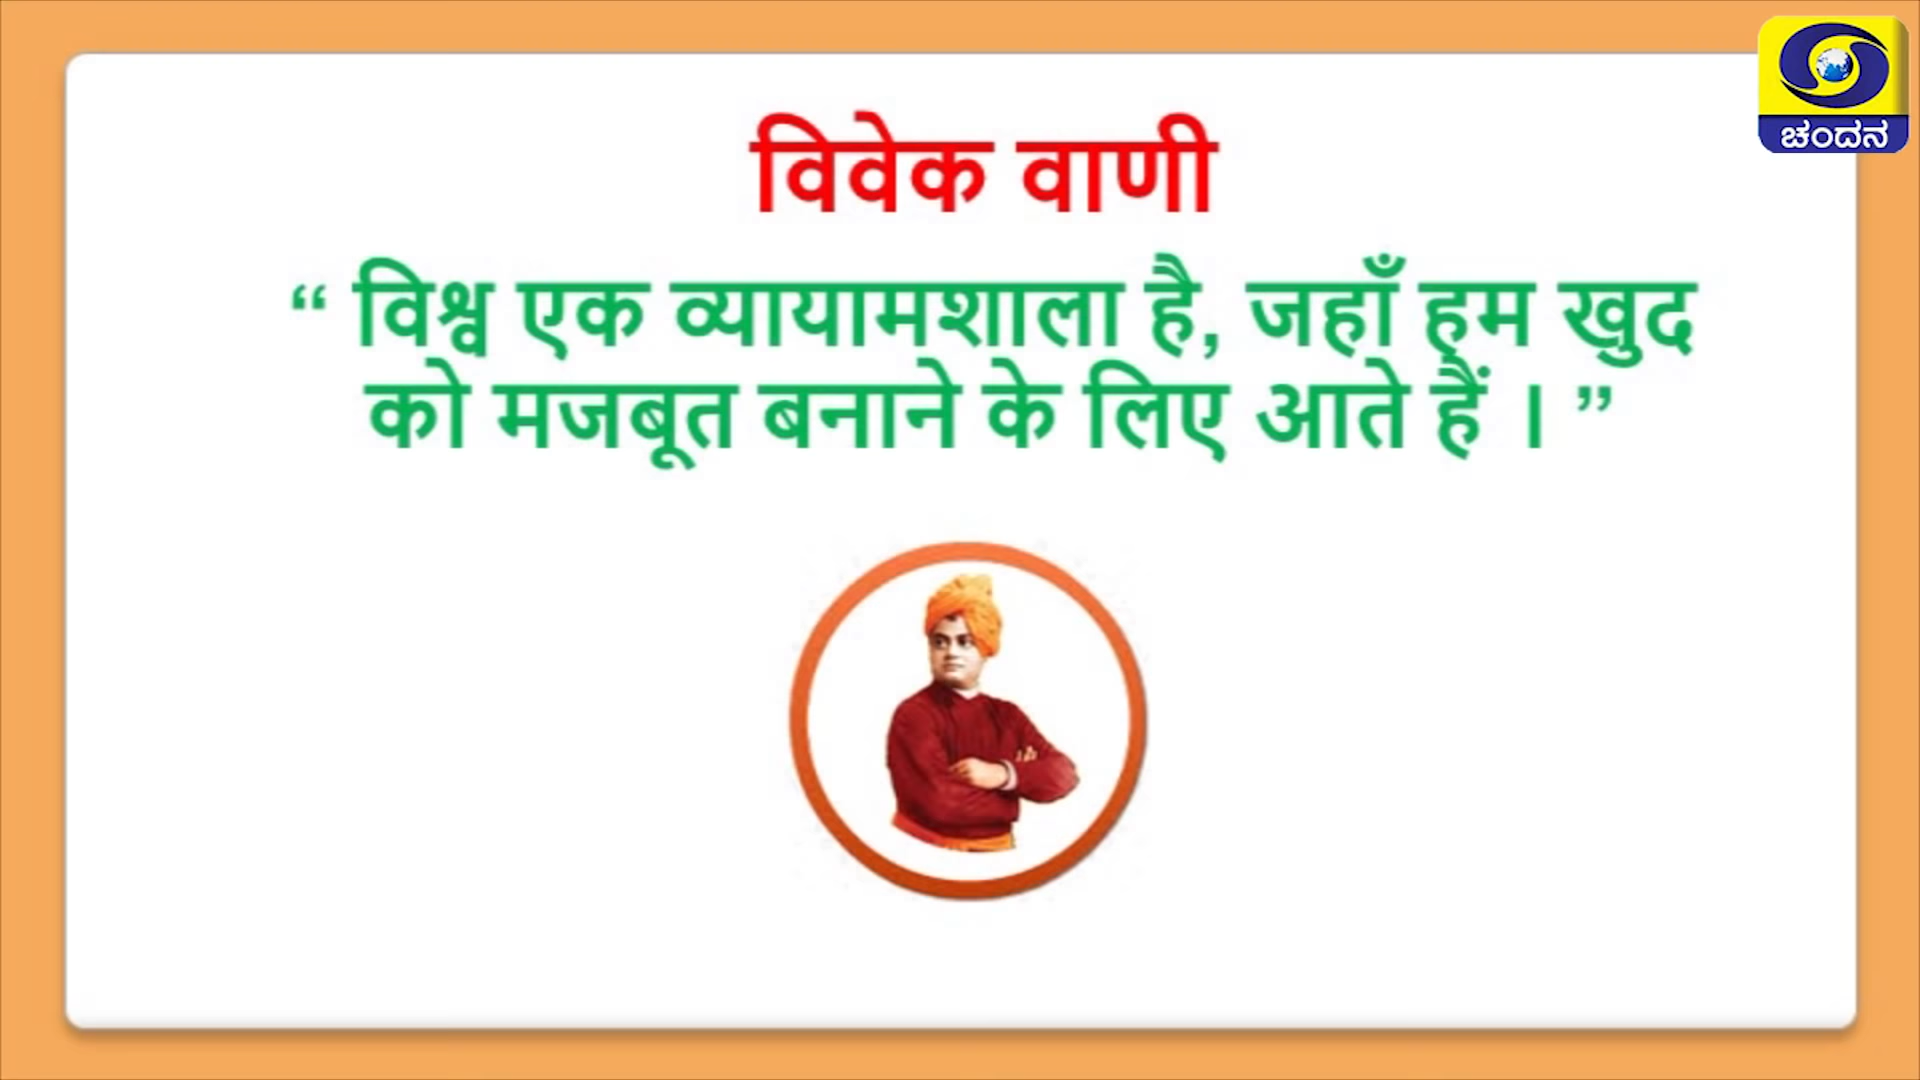 ಚಂದನ
विवेक वाणी
“ विश्व एक व्यायामशाला है, जहाँ हम खुद
को मजबूत बनाने के लिए आते हैं । ”